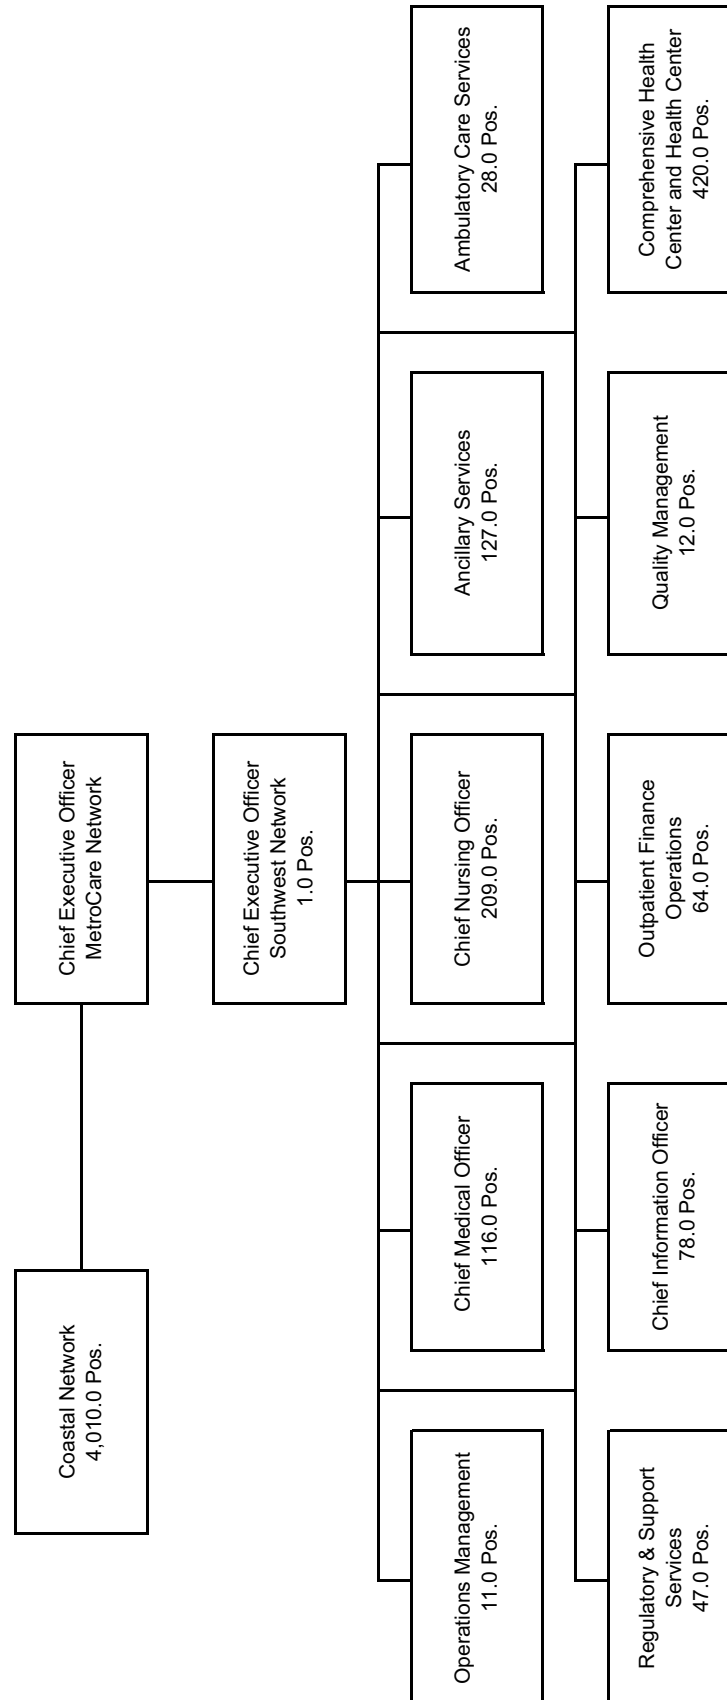 Coastal Network
4,010.0 Pos.
Chief Executive Officer
MetroCare Network
Chief Executive Officer
Southwest Network
1.0 Pos.
Operations Management
11.0 Pos.
Chief Medical Officer
116.0 Pos.
Chief Nursing Officer
209.0 Pos.
Ancillary Services
127.0 Pos.
Ambulatory Care Services
28.0 Pos.
Regulatory & Support
Services
47.0 Pos.
Chief Information Officer
78.0 Pos.
Outpatient Finance
Operations
64.0 Pos.
Quality Management
12.0 Pos.
Comprehensive Health
Center and Health Center
420.0 Pos.